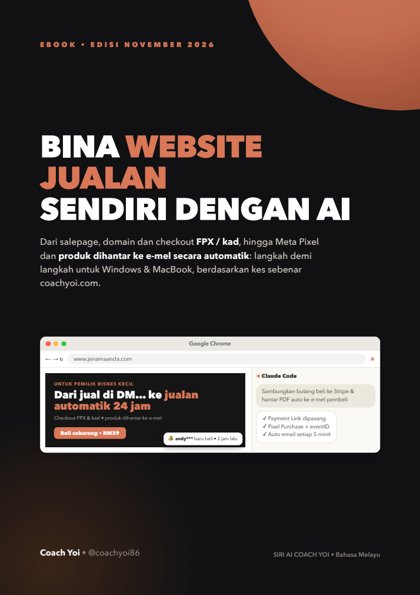 EBOOK • EDISI NOVEMBER 2026
BINA WEBSITE
JUALAN
SENDIRI DENGAN AI
Dari salepage, domain dan checkout FPX / kad, hingga Meta Pixel
dan produk dihantar ke e-mel secara automatik: langkah demi
langkah untuk Windows & MacBook, berdasarkan kes sebenar
coachyoi.com.
Google Chrome
www.jenamaanda.com
UNTUK PEMILIK BISNES KECIL
Dari jual di DM... ke jualan
automatik 24 jam
Checkout FPX & kad • produk dihantar ke e-mel
Beli sekarang • RM39
andy*** baru beli • 2 jam lalu
Claude Code
Sambungkan butang beli ke Stripe &
hantar PDF auto ke e-mel pembeli
✓ Payment Link dipasang
✓ Pixel Purchase + eventID
✓ Auto-email setiap 5 minit
Coach Yoi • @coachyoi86
SIRI AI COACH YOI • Bahasa Melayu